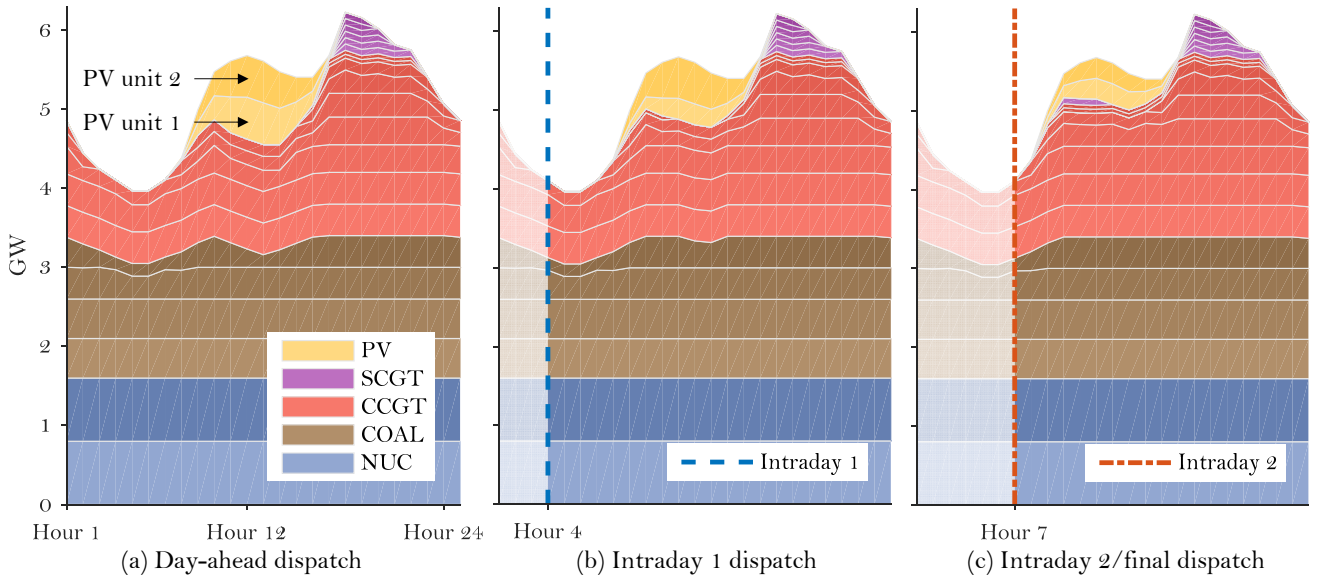 6
5
4
3
2
1
0
GW
PV unit 2
PV unit 1
PV
SCGT
CCGT
COAL
NUC
Hour 1
Hour 12
Hour 24
(a) Day-ahead dispatch
Intraday 1
Hour 4
(b) Intraday 1 dispatch
Intraday 2
Hour 7
(c) Intraday 2/final dispatch